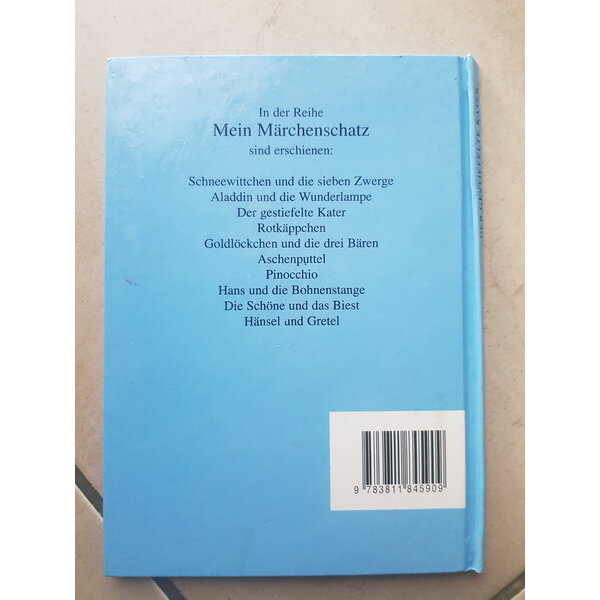 In der Reihe
Mein Märchenschatz
sind erschienen:
Schneewittchen und die sieben Zwerge
Aladdin und die Wunderlampe
Der gestiefelte Kater
Rotkäppchen
Goldlöckchen und die drei Bären
Aschenputtel
Pinocchio
Hans und die Bohnenstange
Die Schöne und das Biest
Hänsel und Gretel
9 783811 845909
DER GESTIEFELTE KATER